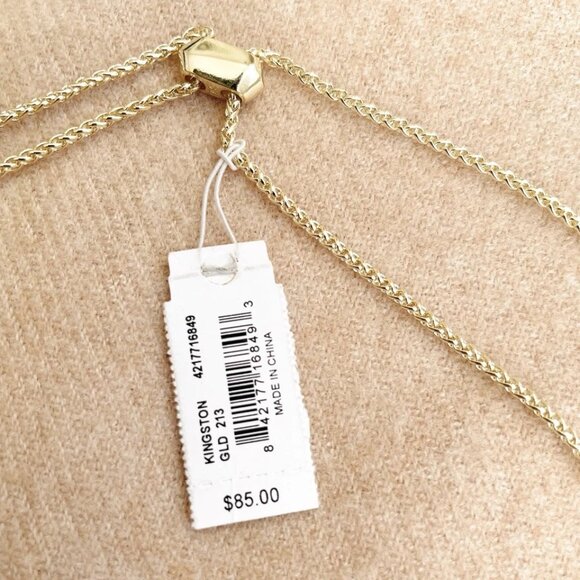 KINGSTON 4217716849
GLD 213
8 42177 16849 3
MADE IN CHINA
$85.00